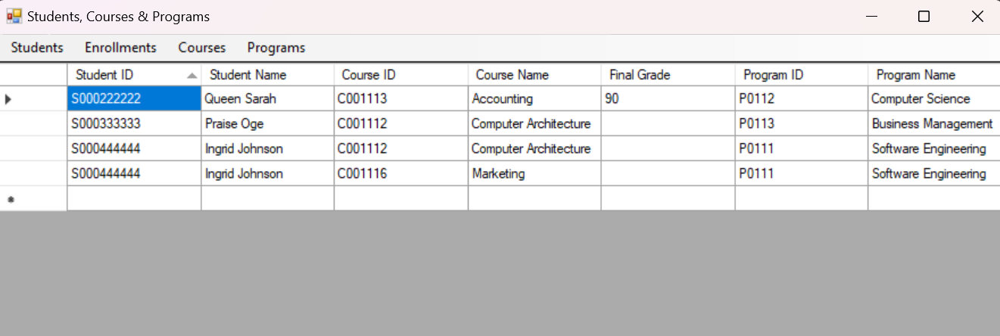 Students, Courses & Programs
Students Enrollments Courses Programs
Student ID Student Name Course ID Course Name Final Grade Program ID Program Name
S000222222 Queen Sarah C001113 Accounting 90 P0112 Computer Science
S000333333 Praise Oge C001112 Computer Architecture P0113 Business Management
S000444444 Ingrid Johnson C001112 Computer Architecture P0111 Software Engineering
S000444444 Ingrid Johnson C001116 Marketing P0111 Software Engineering